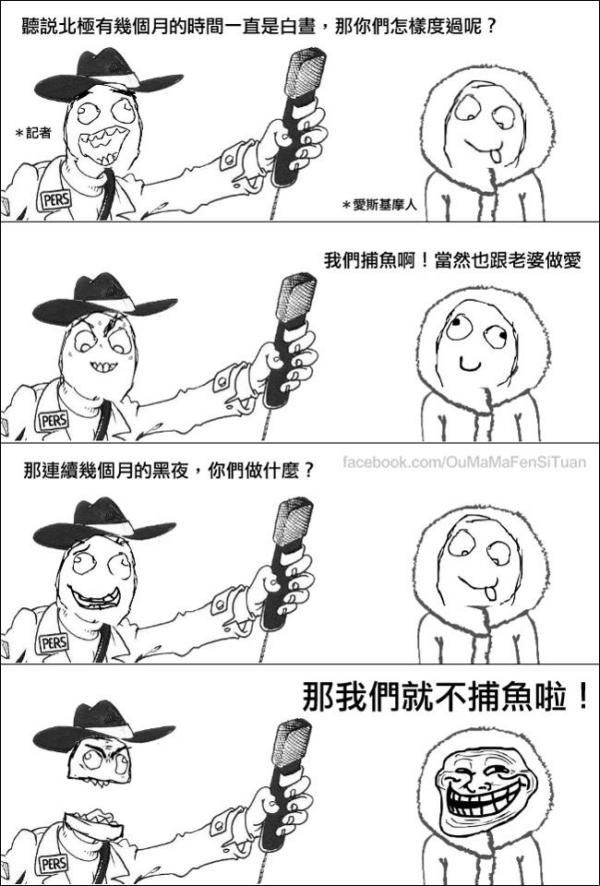 聽説北極有幾個月的時間一直是白晝，那你們怎樣度過呢？
＊記者
PERS
＊愛斯基摩人
我們捕魚啊！當然也跟老婆做愛
PERS
那連續幾個月的黑夜，你們做什麼？
facebook.com/OuMaMaFenSiTuan
PERS
那我們就不捕魚啦！
PERS